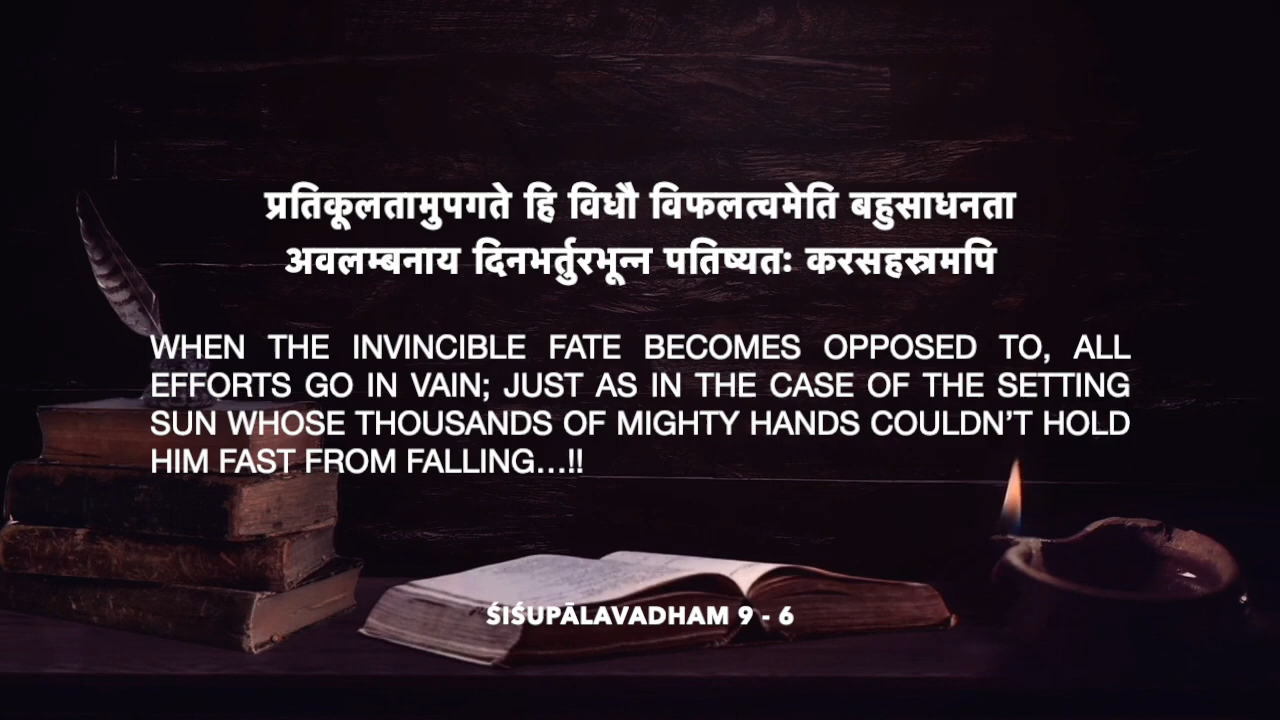 प्रतिकूलतामुपगते हि विधौ विफलत्वमेति बहुसाधनता
अवलम्बनाय दिनभर्तुरभून्न पतिष्यतः करसहस्रमपि
WHEN THE INVINCIBLE FATE BECOMES OPPOSED TO, ALL
EFFORTS GO IN VAIN; JUST AS IN THE CASE OF THE SETTING
SUN WHOSE THOUSANDS OF MIGHTY HANDS COULDN’T HOLD
HIM FAST FROM FALLING…!!
ŚIŚUPĀLAVADHAM 9 - 6